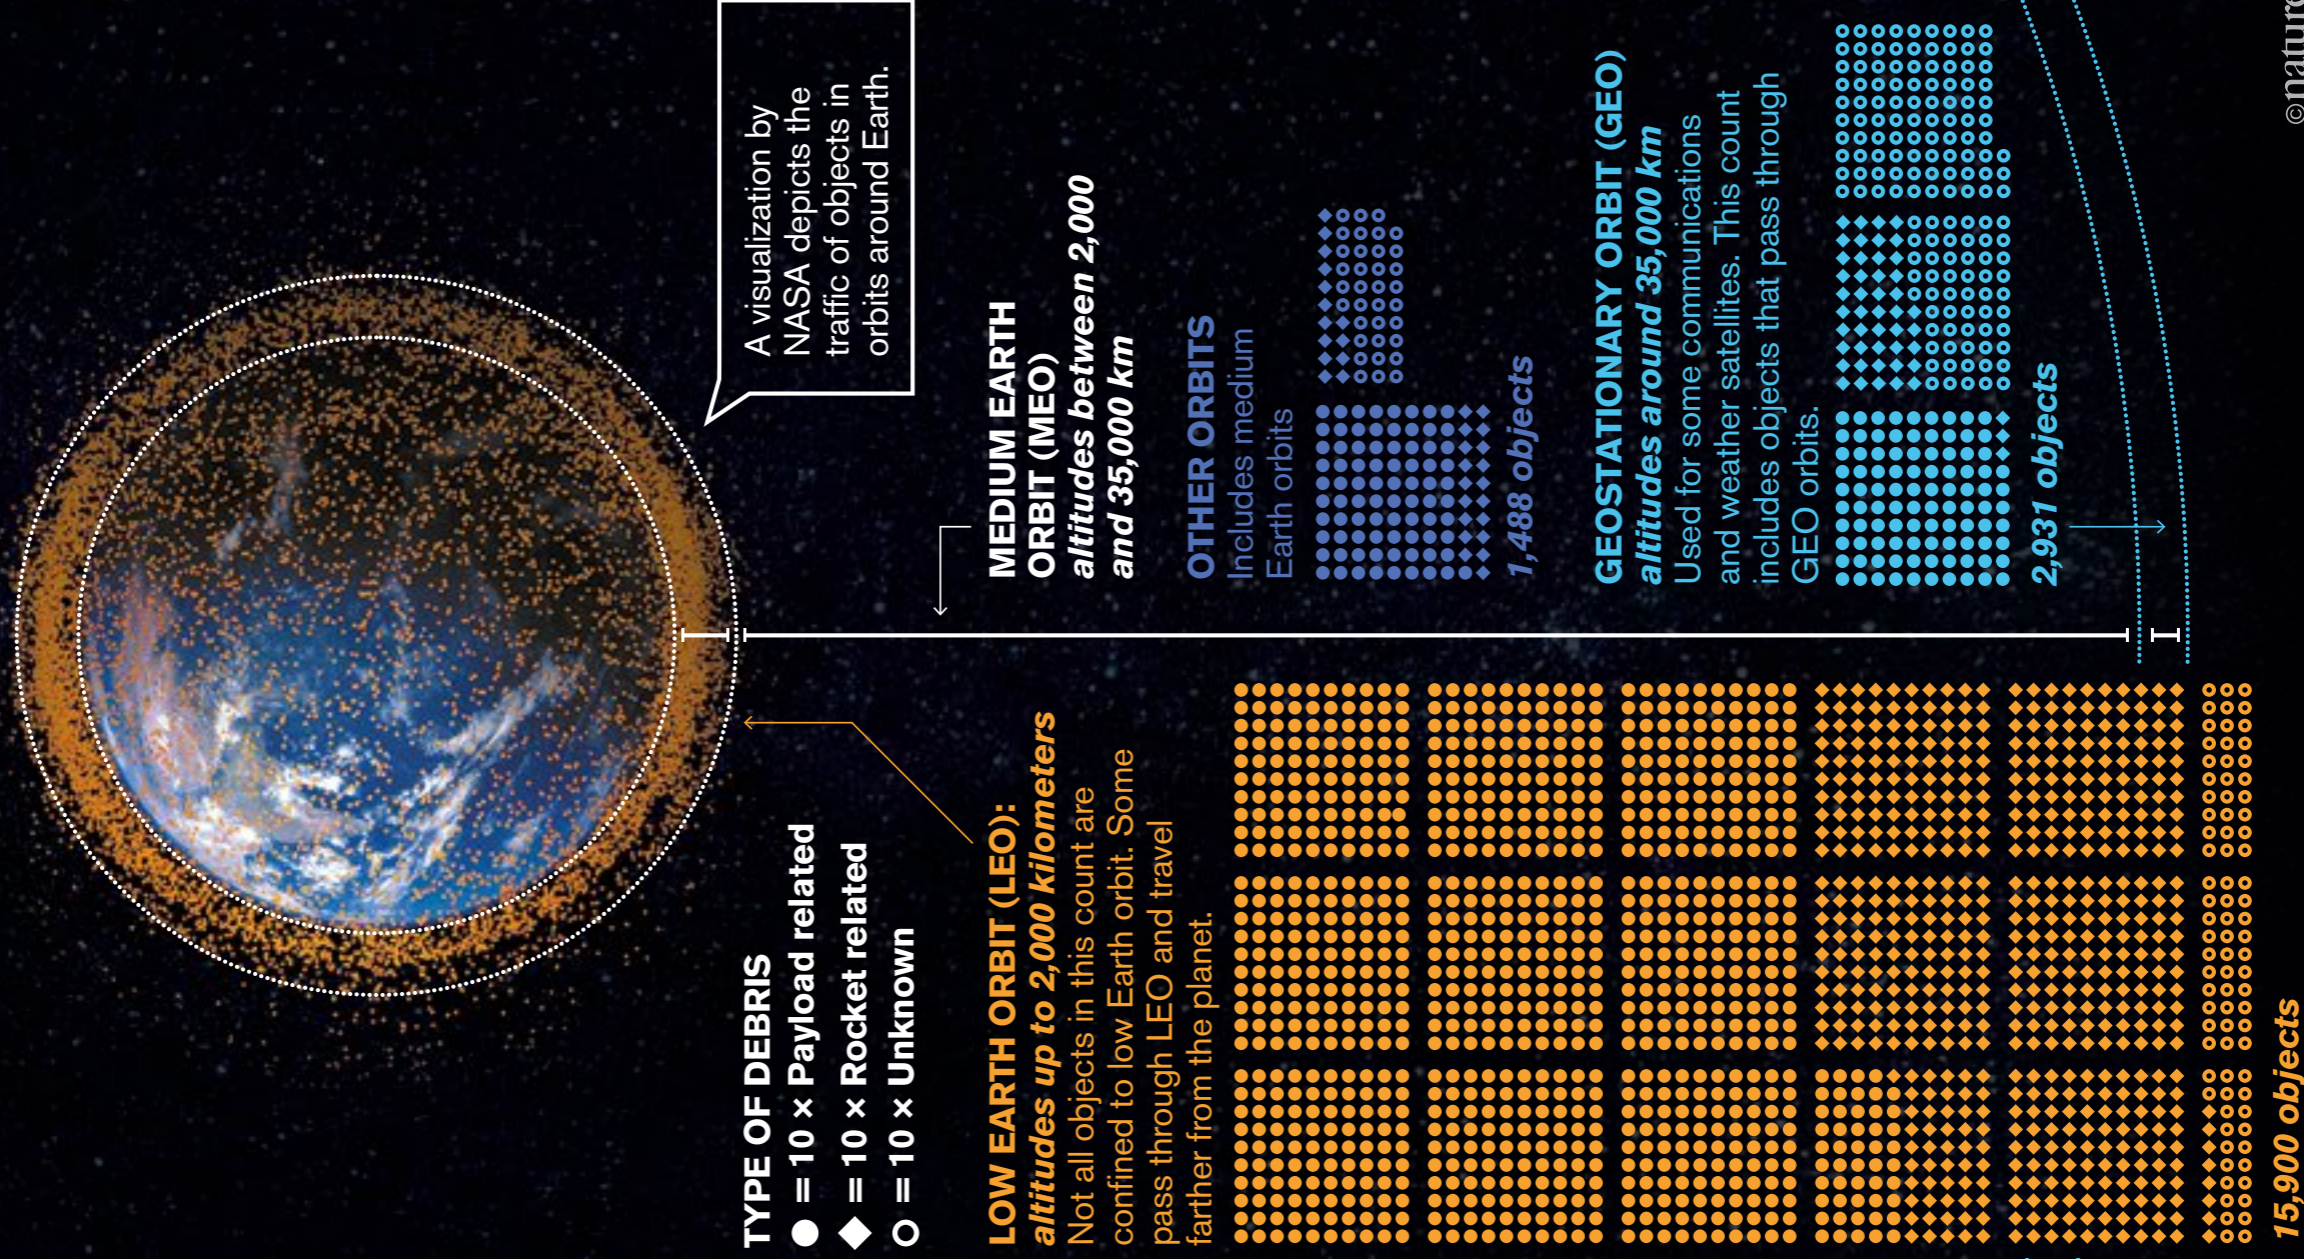 A visualization by
NASA depicts the
traffic of objects in
orbits around Earth.
TYPE OF DEBRIS
= 10 × Payload related
= 10 × Rocket related
= 10 × Unknown
LOW EARTH ORBIT (LEO):
altitudes up to 2,000 kilometers
Not all objects in this count are
confined to low Earth orbit. Some
pass through LEO and travel
farther from the planet.
15,900 objects
MEDIUM EARTH
ORBIT (MEO)
altitudes between 2,000
and 35,000 km
OTHER ORBITS
Includes medium
Earth orbits
1,488 objects
GEOSTATIONARY ORBIT (GEO)
altitudes around 35,000 km
Used for some communications
and weather satellites. This count
includes objects that pass through
GEO orbits.
2,931 objects
©nature